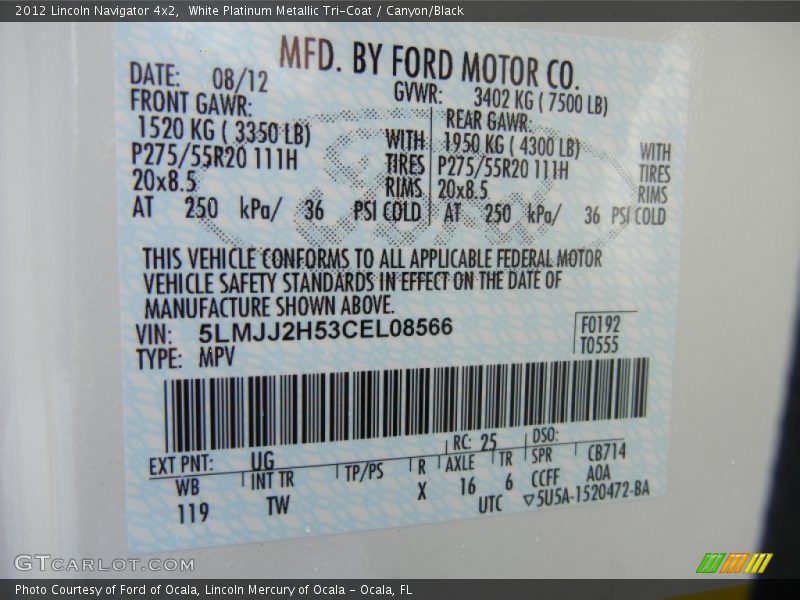 2012 Lincoln Navigator 4x2, White Platinum Metallic Tri-Coat / Canyon/Black
MFD. BY FORD MOTOR CO.
DATE: 08/12 GVWR: 3402 KG ( 7500 LB)
FRONT GAWR: REAR GAWR:
1520 KG ( 3350 LB) WITH 1950 KG ( 4300 LB) WITH
P275/55R20 111H TIRES P275/55R20 111H TIRES
20x8.5 RIMS 20x8.5 RIMS
AT 250 kPa/ 36 PSI COLD AT 250 kPa/ 36 PSI COLD
THIS VEHICLE CONFORMS TO ALL APPLICABLE FEDERAL MOTOR
VEHICLE SAFETY STANDARDS IN EFFECT ON THE DATE OF
MANUFACTURE SHOWN ABOVE.
VIN: 5LMJJ2H53CEL08566 F0192
TYPE: MPV T0555
EXT PNT: UG RC: 25 DSO: CB714
WB INT TR TP/PS R AXLE TR SPR A0A
119 TW X 16 6 CCFF
UTC ▽5U5A-1520472-BA
GTCARLOT.COM
Photo Courtesy of Ford of Ocala, Lincoln Mercury of Ocala - Ocala, FL